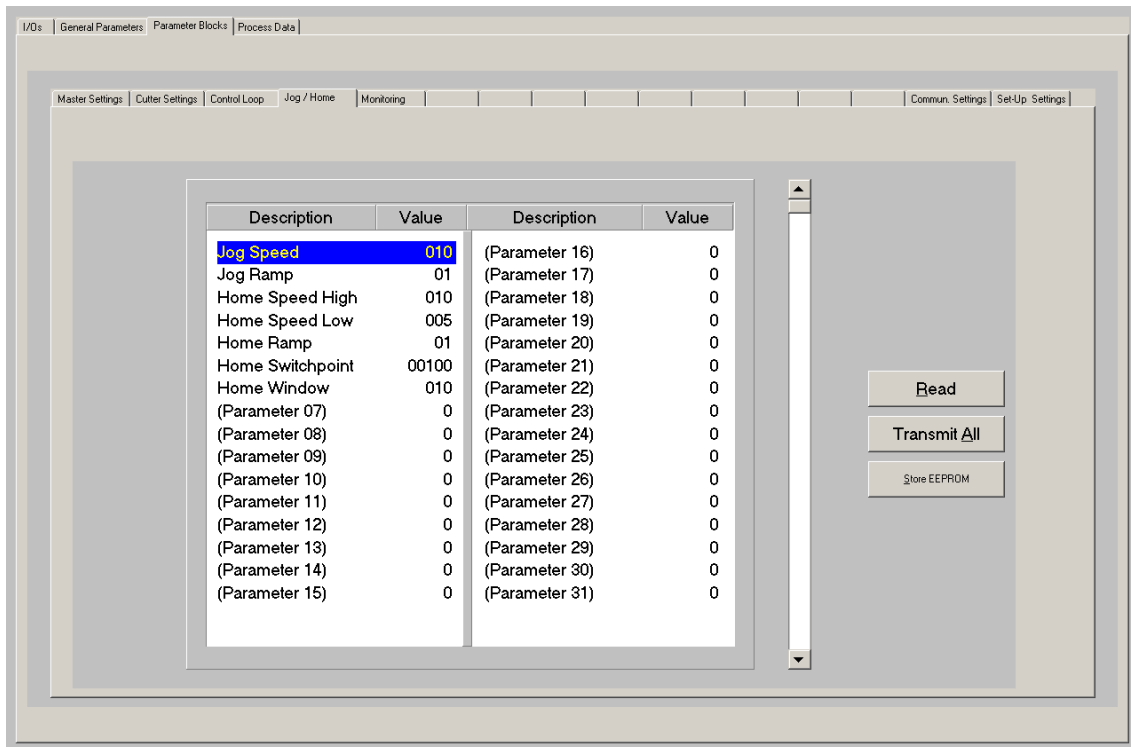 I/Os General Parameters Parameter Blocks Process Data
Master Settings Cutter Settings Control Loop Jog / Home Monitoring Commun. Settings Set-Up Settings
Description Value Description Value
Jog Speed 010 (Parameter 16) 0
Jog Ramp 01 (Parameter 17) 0
Home Speed High 010 (Parameter 18) 0
Home Speed Low 005 (Parameter 19) 0
Home Ramp 01 (Parameter 20) 0
Home Switchpoint 00100 (Parameter 21) 0
Home Window 010 (Parameter 22) 0
(Parameter 07) 0 (Parameter 23) 0
(Parameter 08) 0 (Parameter 24) 0
(Parameter 09) 0 (Parameter 25) 0
(Parameter 10) 0 (Parameter 26) 0
(Parameter 11) 0 (Parameter 27) 0
(Parameter 12) 0 (Parameter 28) 0
(Parameter 13) 0 (Parameter 29) 0
(Parameter 14) 0 (Parameter 30) 0
(Parameter 15) 0 (Parameter 31) 0
Read
Transmit All
Store EEPROM